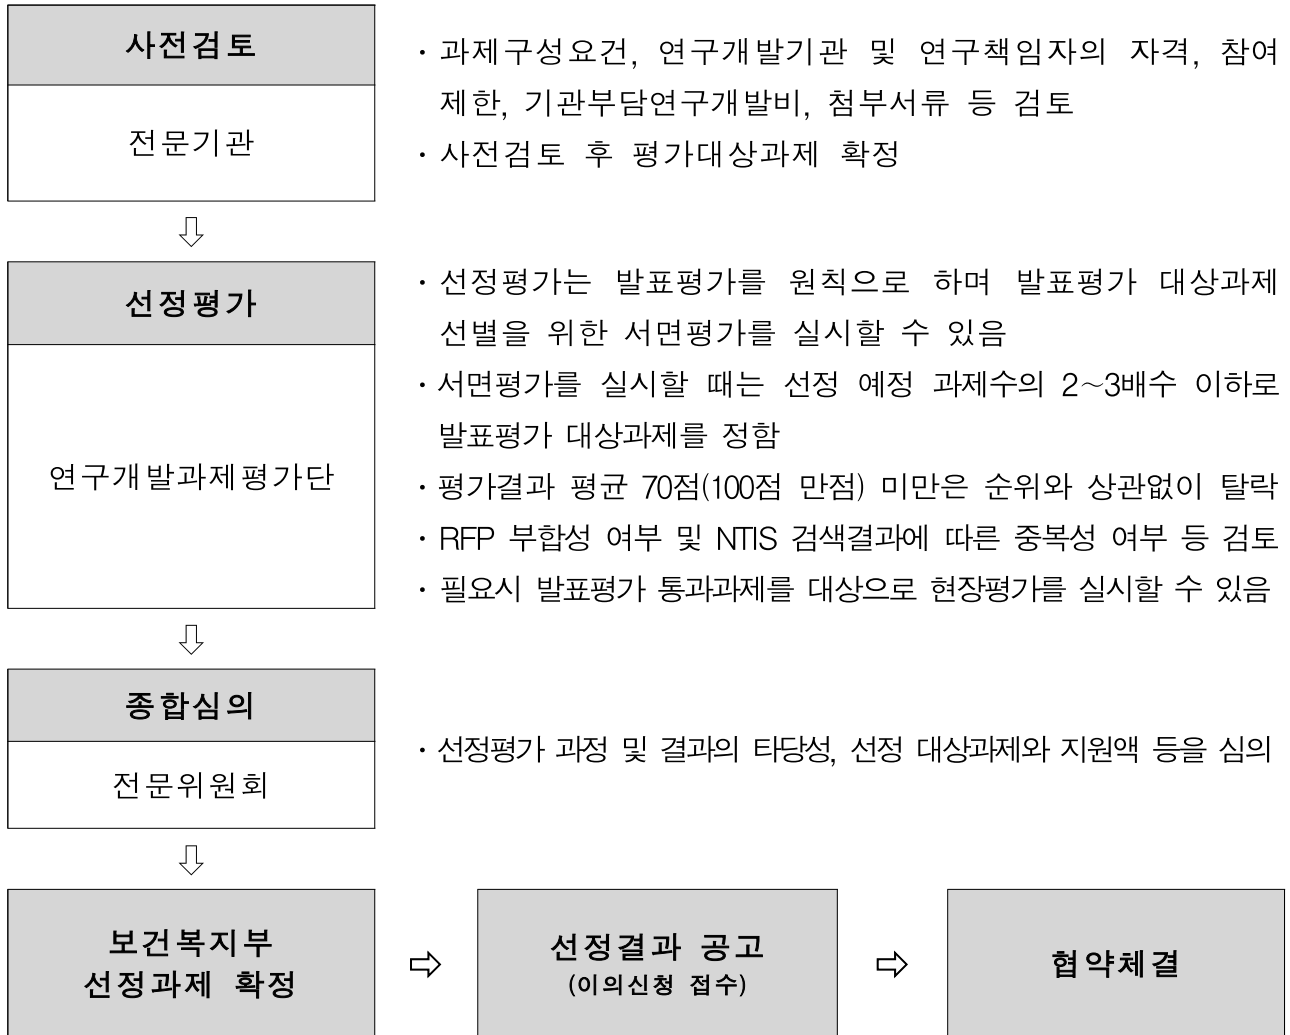 사전검토
전문기관
· 과제구성요건, 연구개발기관 및 연구책임자의 자격, 참여
제한, 기관부담연구개발비, 첨부서류 등 검토
· 사전검토 후 평가대상과제 확정
⇩
선정평가
연구개발과제평가단
· 선정평가는 발표평가를 원칙으로 하며 발표평가 대상과제
선별을 위한 서면평가를 실시할 수 있음
· 서면평가를 실시할 때는 선정 예정 과제수의 2~3배수 이하로
발표평가 대상과제를 정함
· 평가결과 평균 70점(100점 만점) 미만은 순위와 상관없이 탈락
· RFP 부합성 여부 및 NTIS 검색결과에 따른 중복성 여부 등 검토
· 필요시 발표평가 통과과제를 대상으로 현장평가를 실시할 수 있음
⇩
종합심의
전문위원회
· 선정평가 과정 및 결과의 타당성, 선정 대상과제와 지원액 등을 심의
⇩
보건복지부
선정과제 확정
⇨
선정결과 공고
(이의신청 접수)
⇨
협약체결